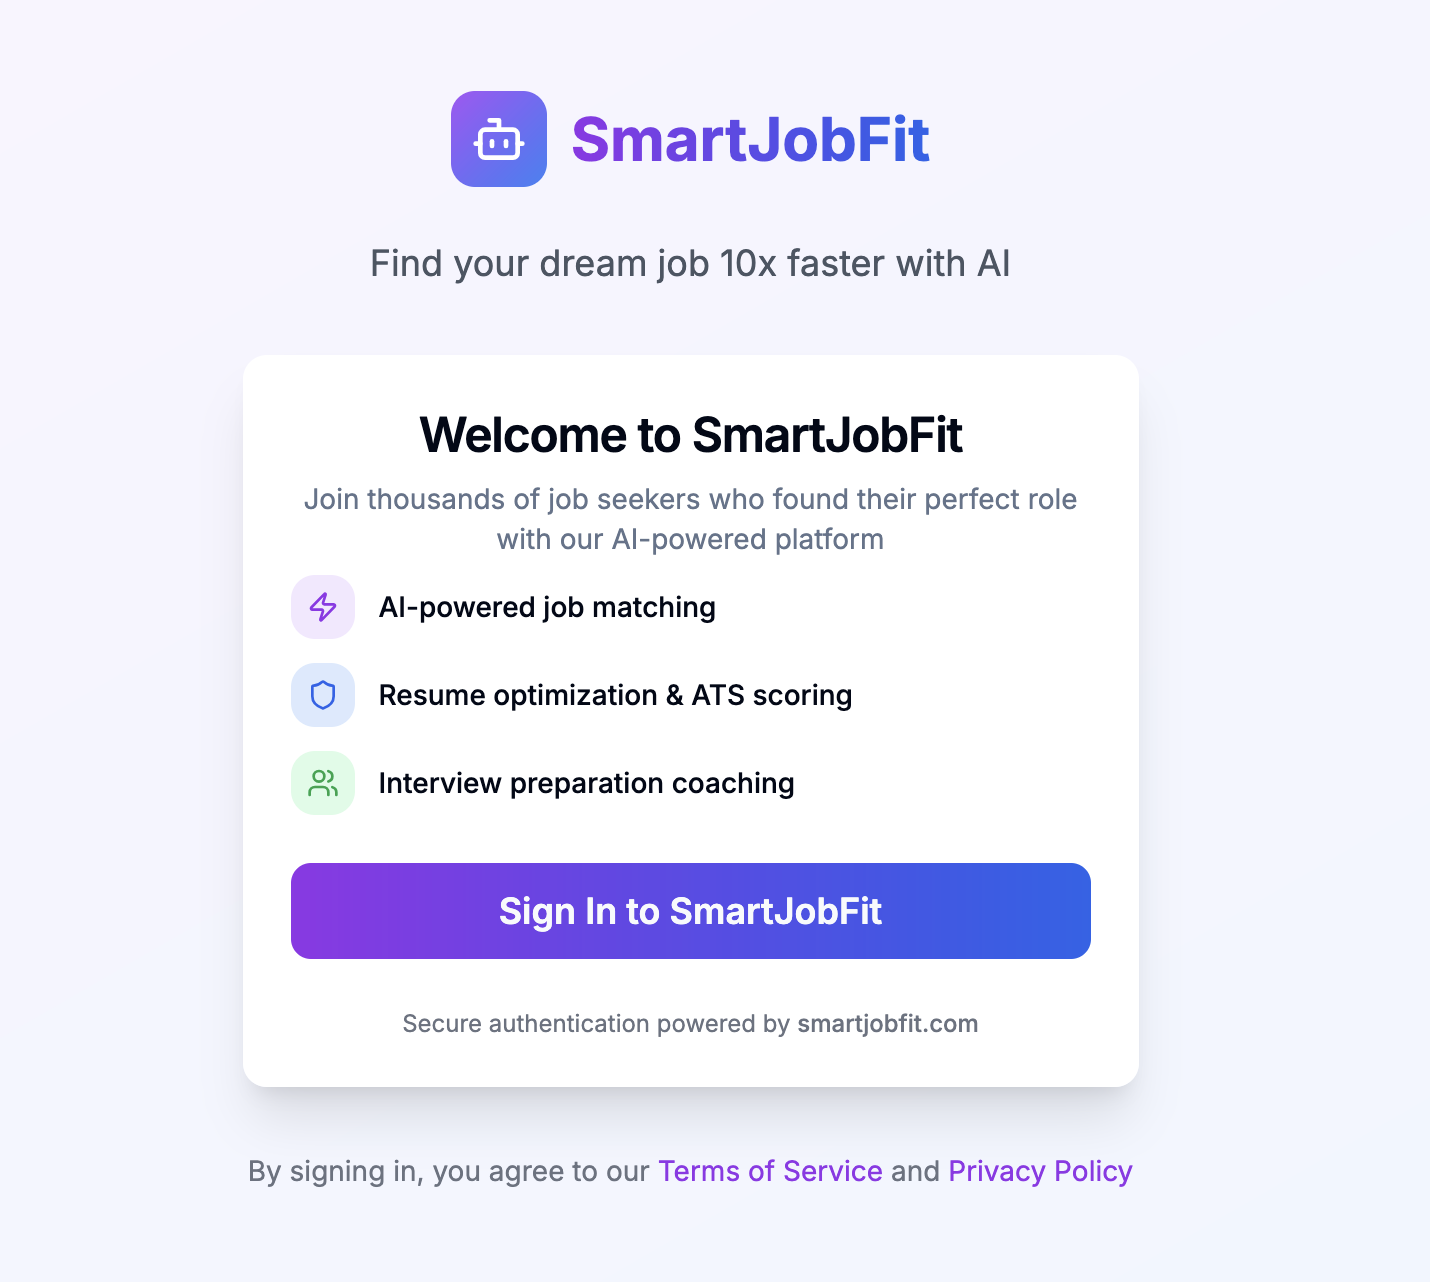 SmartJobFit
Find your dream job 10x faster with AI
Welcome to SmartJobFit
Join thousands of job seekers who found their perfect role
with our AI-powered platform
AI-powered job matching
Resume optimization & ATS scoring
Interview preparation coaching
Sign In to SmartJobFit
Secure authentication powered by smartjobfit.com
By signing in, you agree to our Terms of Service and Privacy Policy